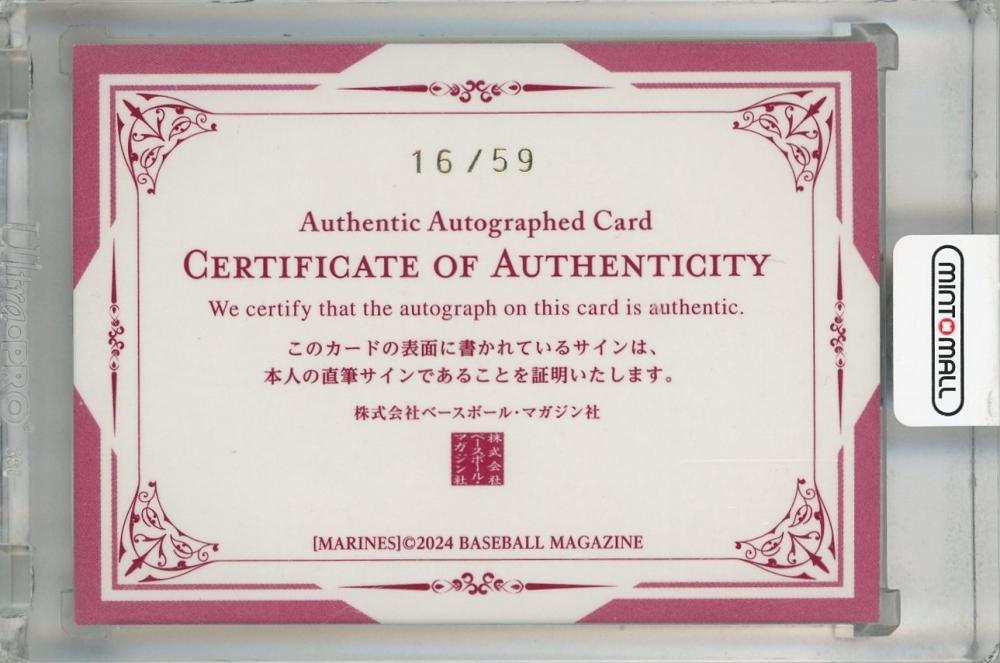 16/59
Authentic Autographed Card
CERTIFICATE OF AUTHENTICITY
We certify that the autograph on this card is authentic.
このカードの表面に書かれているサインは、
本人の直筆サインであることを証明いたします。
株式会社ベースボール・マガジン社
株式会社
ベースボール・
マガジン社
[MARINES]©2024 BASEBALL MAGAZINE
MINT MALL
UltraPRO